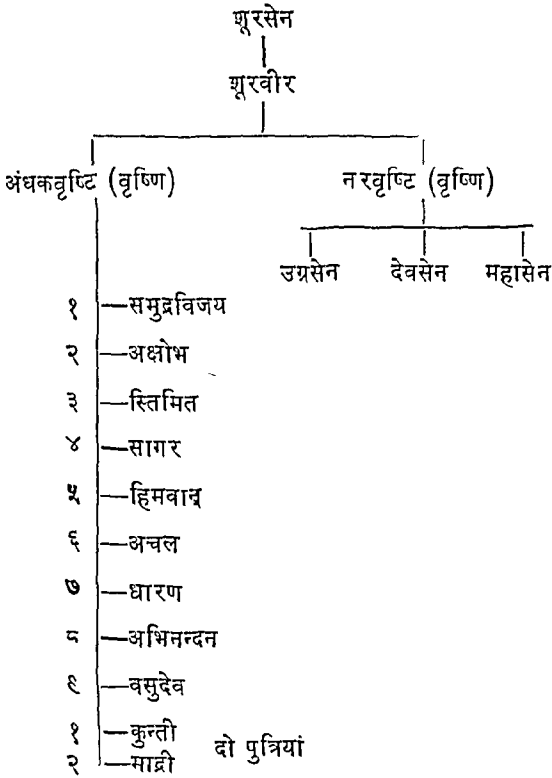 शूरसेन
शूरवीर
अंधकवृष्टि (वृष्णि) नरवृष्टि (वृष्णि)
उग्रसेन देवसेन महासेन
१ समुद्रविजय
२ अक्षोभ
३ स्तिमित
४ सागर
५ हिमवान्
६ अचल
७ धारण
८ अभिनन्दन
९ वसुदेव
१ कुन्ती
दो पुत्रियां
२ माद्री